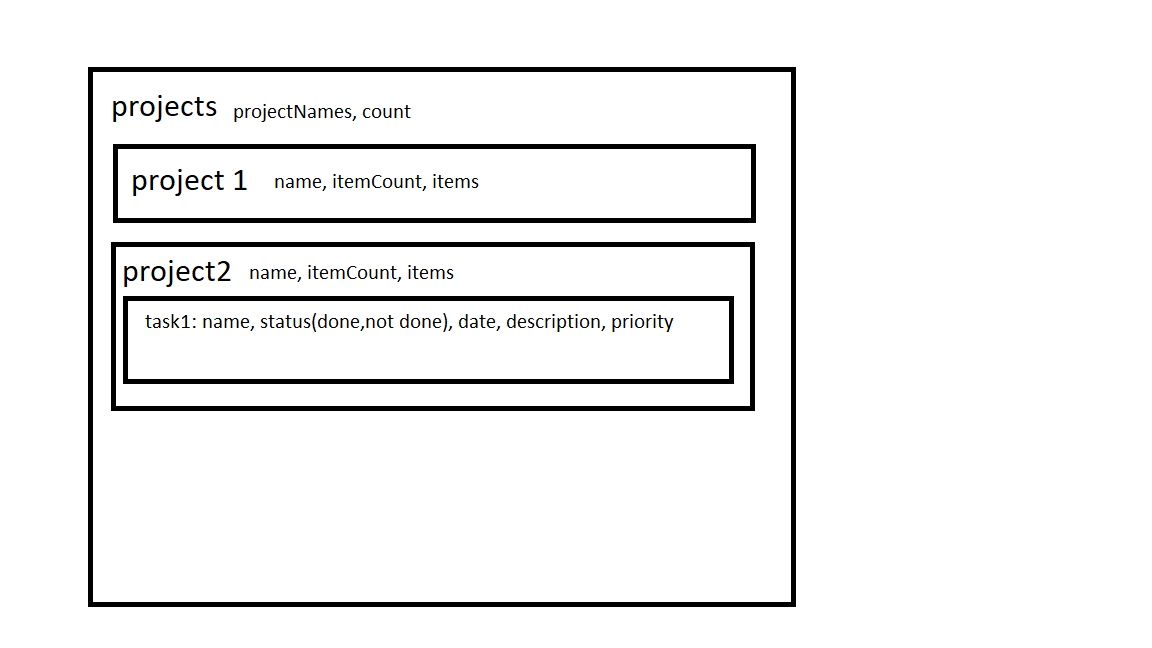 projects projectNames, count
project 1 name, itemCount, items
project2 name, itemCount, items
task1: name, status(done,not done), date, description, priority